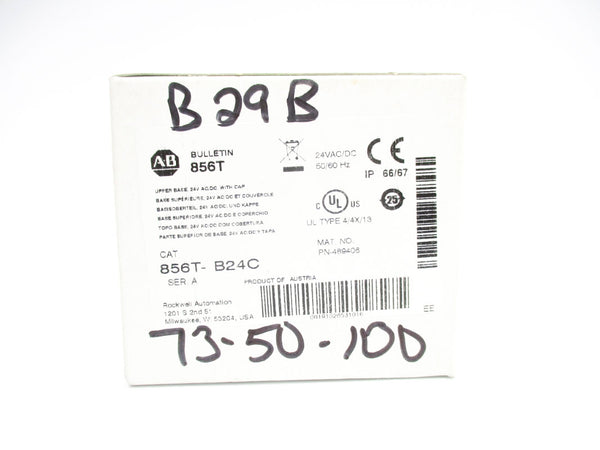 B 29 B
AB
BULLETIN
856T
24VAC/DC
50/60 Hz
CE
IP 66/67
UPPER BASE, 24V AC/DC, WITH CAP
BASE SUPÉRIEURE, 24V AC/DC ET COUVERCLE
BASISOBERTEIL, 24V AC/DC, UND KAPPE
BASE SUPERIORE, 24V AC/DC E COPERCHIO
TOPO BASE, 24V AC/DC COM COBERTURA
PARTE SUPERIOR DE BASE, 24V AC/DC Y TAPA
C UL US
25
UL TYPE 4/4X/13
MAT. NO.
PN-489406
CAT
856T- B24C
SER. A
PRODUCT OF AUSTRIA
Rockwell Automation
1201 S 2nd St
Milwaukee, WI 53204, USA
EE
73-50-100